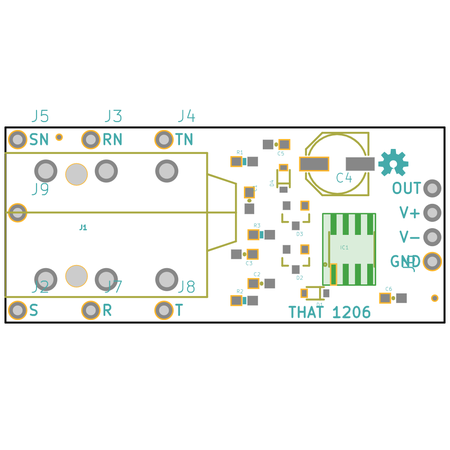 J5 J3 J4
SN RN TN
R1
C5
C4
OUT
J9
V+
J1
R3
D3
IC1
V−
C3
GND
D2
C2
J2 J7 J8
R2
C6
S R T
THAT 1206